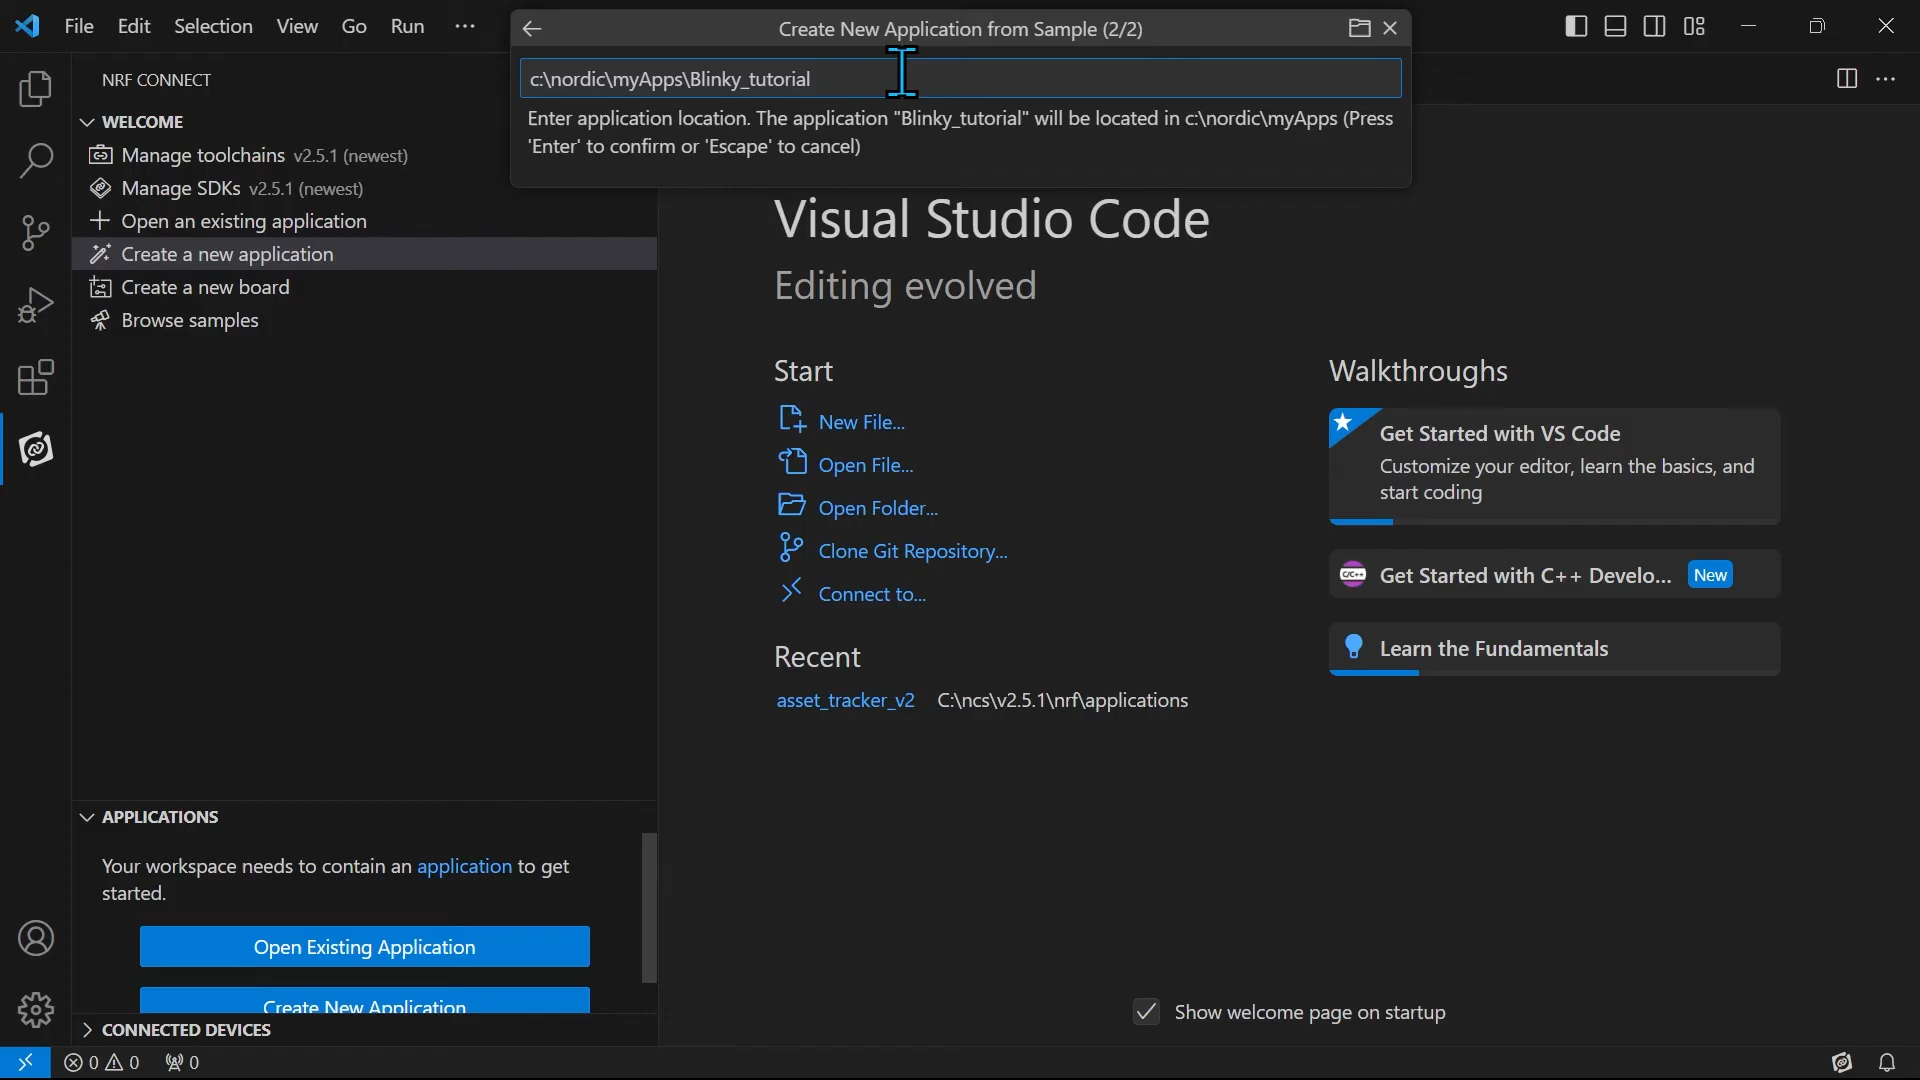 File Edit Selection View Go Run ···
Create New Application from Sample (2/2)
c:\nordic\myApps\Blinky_tutorial
Enter application location. The application "Blinky_tutorial" will be located in c:\nordic\myApps (Press
'Enter' to confirm or 'Escape' to cancel)
NRF CONNECT
WELCOME
Manage toolchains v2.5.1 (newest)
Manage SDKs v2.5.1 (newest)
Open an existing application
Create a new application
Create a new board
Browse samples
Visual Studio Code
Editing evolved
Start
New File...
Open File...
Open Folder...
Clone Git Repository...
Connect to...
Recent
asset_tracker_v2 C:\ncs\v2.5.1\nrf\applications
Walkthroughs
Get Started with VS Code
Customize your editor, learn the basics, and
start coding
C/C++
Get Started with C++ Develo... New
Learn the Fundamentals
APPLICATIONS
Your workspace needs to contain an application to get
started.
Open Existing Application
Create New Application
CONNECTED DEVICES
Show welcome page on startup
0 0 0